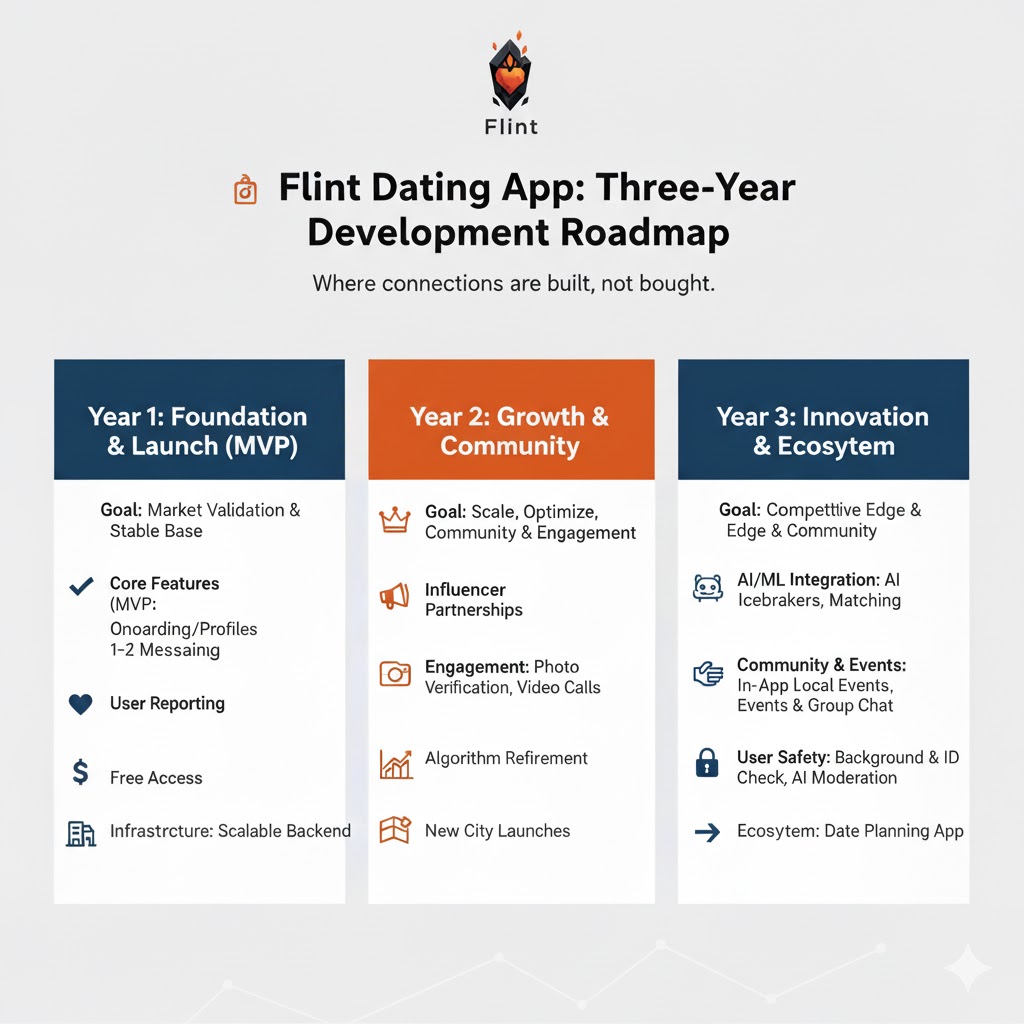 Flint
Flint Dating App: Three-Year
Development Roadmap
Where connections are built, not bought.
Year 1: Foundation
& Launch (MVP)
Goal: Market Validation &
Stable Base
Core Features
(MVP:
Onoarding/Profiles
1-2 Messaing
User Reporting
$
Free Access
Infrastrcture: Scalable Backend
Year 2: Growth &
Community
Goal: Scale, Optimize,
Community & Engagement
Influencer
Partnerships
Engagement: Photo
Verification, Video Calls
Algorithm Refirement
New City Launches
Year 3: Innovation
& Ecosytem
Goal: Compettive Edge &
Edge & Community
AI/ML Integration: AI
Icebrakers, Matching
Community & Events:
In-App Local Events,
Events & Group Chat
User Safety: Background & ID
Check, AI Moderation
Ecosytem: Date Planning App